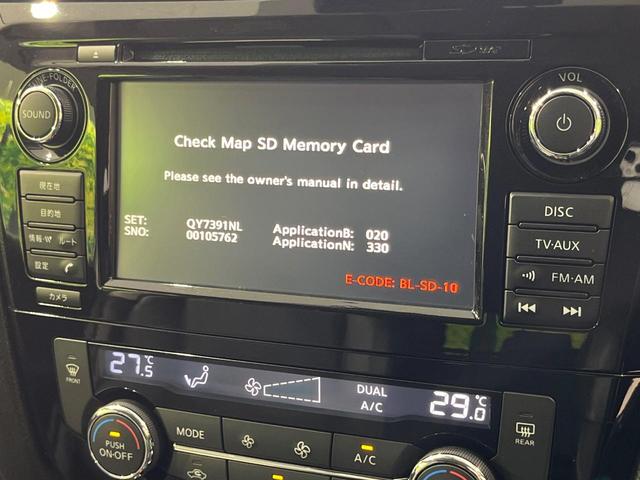 TUNE·FOLDER
SOUND
VOL
Check Map SD Memory Card
Please see the owner's manual in detail.
SET: QY7391NL ApplicationB: 020
SNO: 00105762 ApplicationN: 330
E-CODE: BL-SD-10
現在地
目的地
情報·VI ルート
設定
カメラ
DISC
TV·AUX
FM·AM
27.5 °C
DUAL
A/C
29.0 °C
FRONT
REAR
PUSH
ON·OFF
MODE
A/C